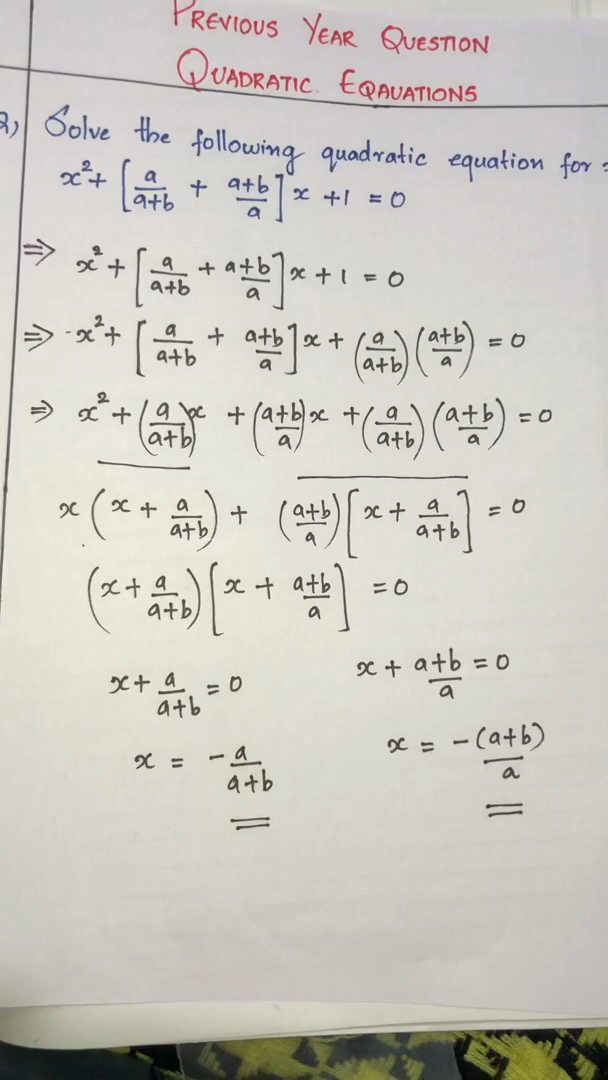 PREVIOUS YEAR QUESTION
QUADRATIC EQAUATIONS
2) Solve the following quadratic equation for x
x² + [a/(a+b) + (a+b)/a] x + 1 = 0
⇒ x² + [a/(a+b) + (a+b)/a] x + 1 = 0
⇒ x² + [a/(a+b) + (a+b)/a] x + (a/(a+b)) ((a+b)/a) = 0
⇒ x² + (a/(a+b)) x + ((a+b)/a) x + (a/(a+b)) ((a+b)/a) = 0
x (x + a/(a+b)) + ((a+b)/a) [x + a/(a+b)] = 0
(x + a/(a+b)) [x + (a+b)/a] = 0
x + a/(a+b) = 0 x + (a+b)/a = 0
x = -a/(a+b) x = -(a+b)/a